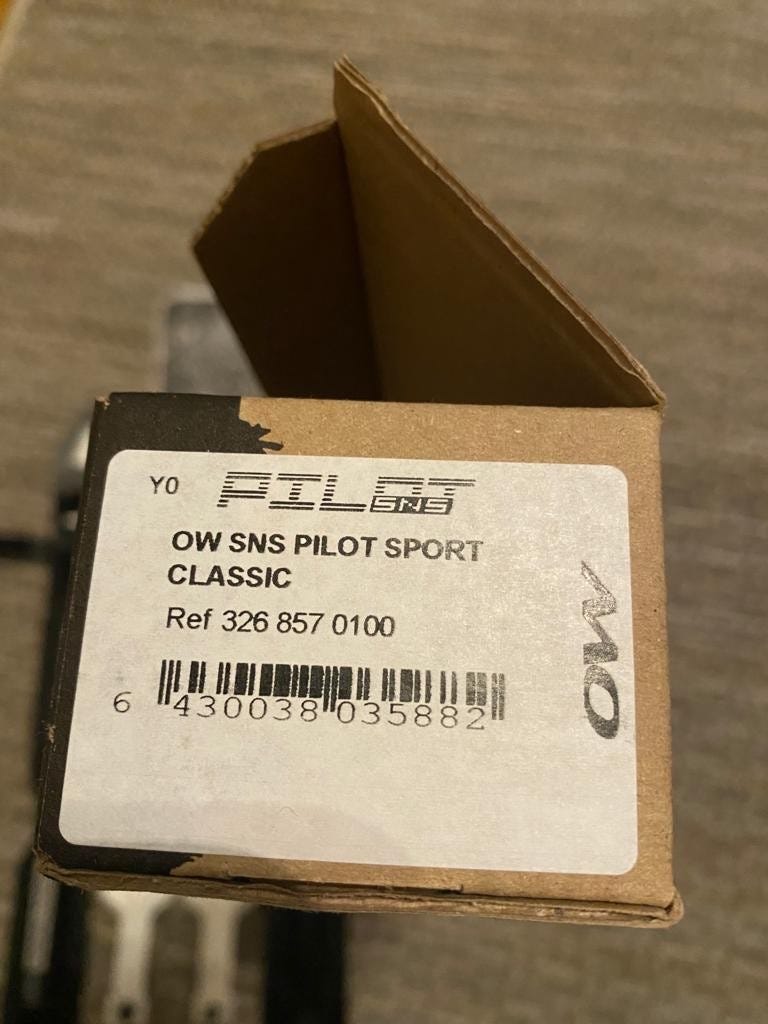 Y0 PILOT SNS
OW SNS PILOT SPORT
CLASSIC
Ref 326 857 0100
6 430038 035882
OW